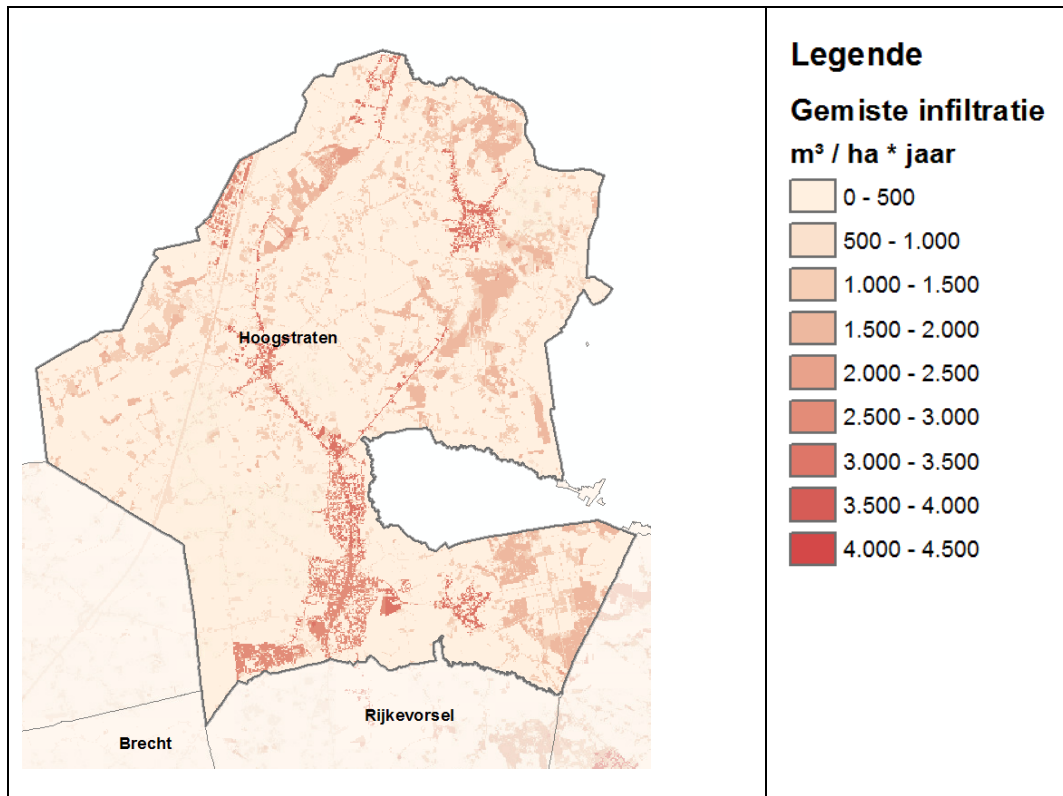 Legende
Gemiste infiltratie
m³ / ha * jaar
0 - 500
500 - 1.000
1.000 - 1.500
1.500 - 2.000
2.000 - 2.500
2.500 - 3.000
3.000 - 3.500
3.500 - 4.000
4.000 - 4.500
Hoogstraten
Rijkevorsel
Brecht